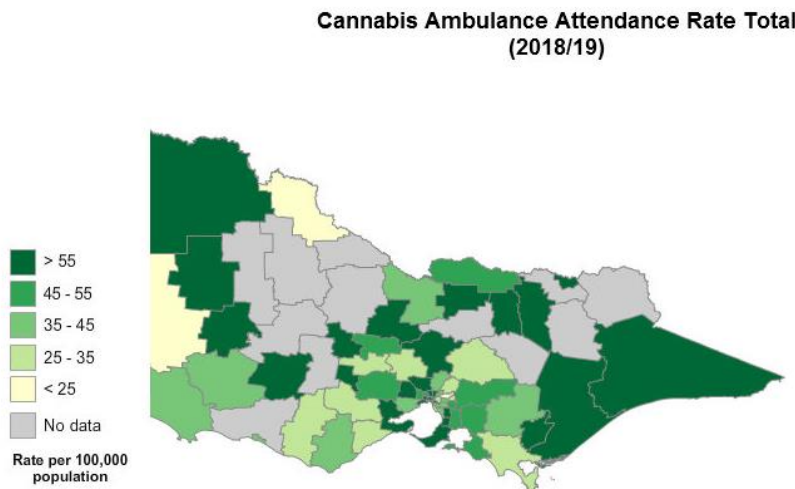 Cannabis Ambulance Attendance Rate Total
(2018/19)
> 55
45 - 55
35 - 45
25 - 35
< 25
No data
Rate per 100,000
population